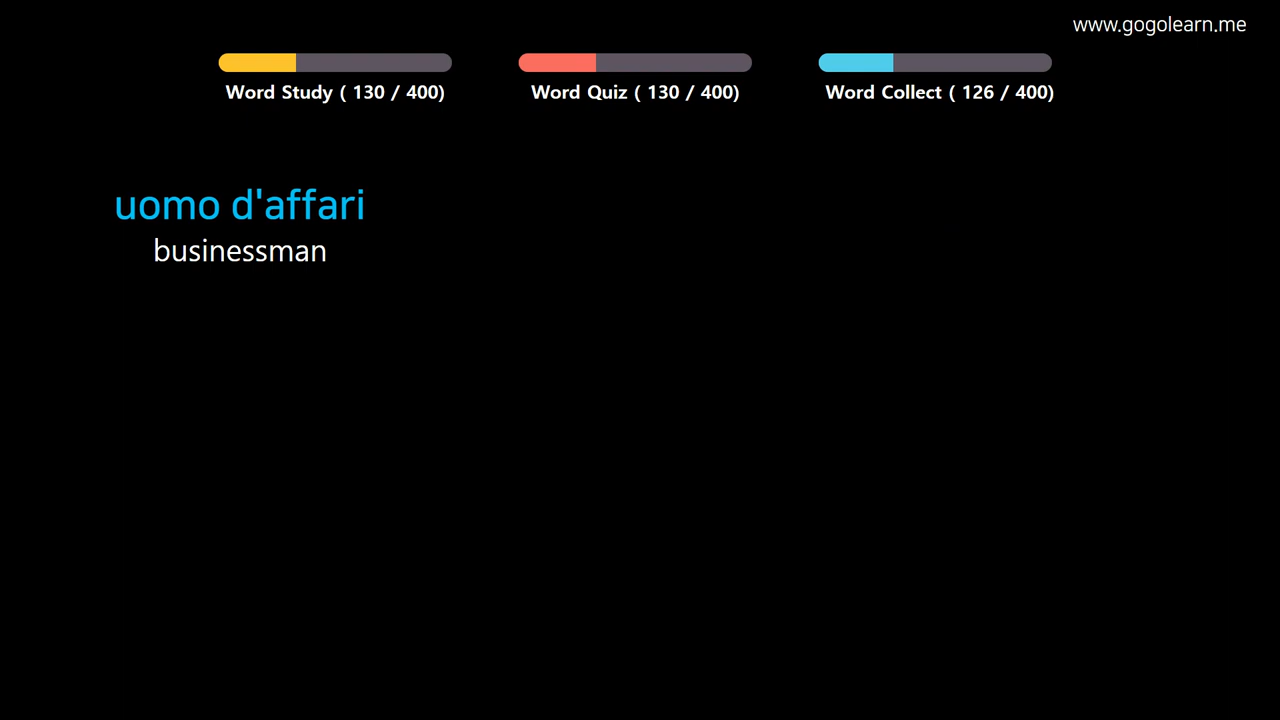 www.gogolearn.me
Word Study ( 130 / 400)
Word Quiz ( 130 / 400)
Word Collect ( 126 / 400)
uomo d'affari
businessman